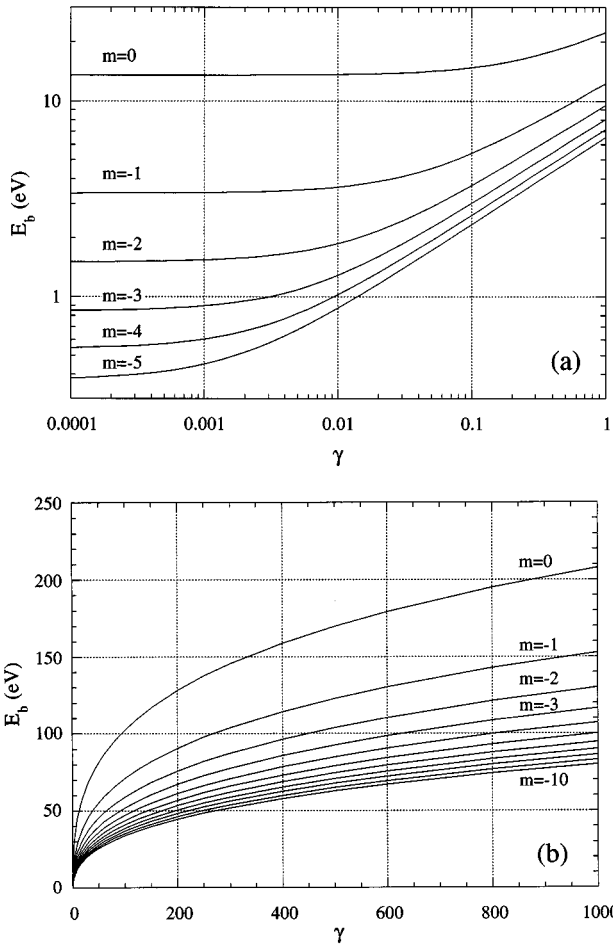 m=0
10
m=-1
E_b (eV)
m=-2
1
m=-3
m=-4
m=-5
(a)
0.0001 0.001 0.01 0.1 1
γ
250
m=0
200
m=-1
150
m=-2
E_b (eV)
m=-3
100
m=-10
50
(b)
0
0 200 400 600 800 1000
γ